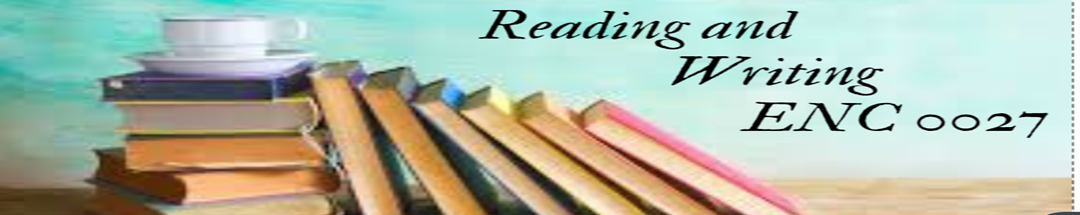 Reading and
Writing
ENC 0027